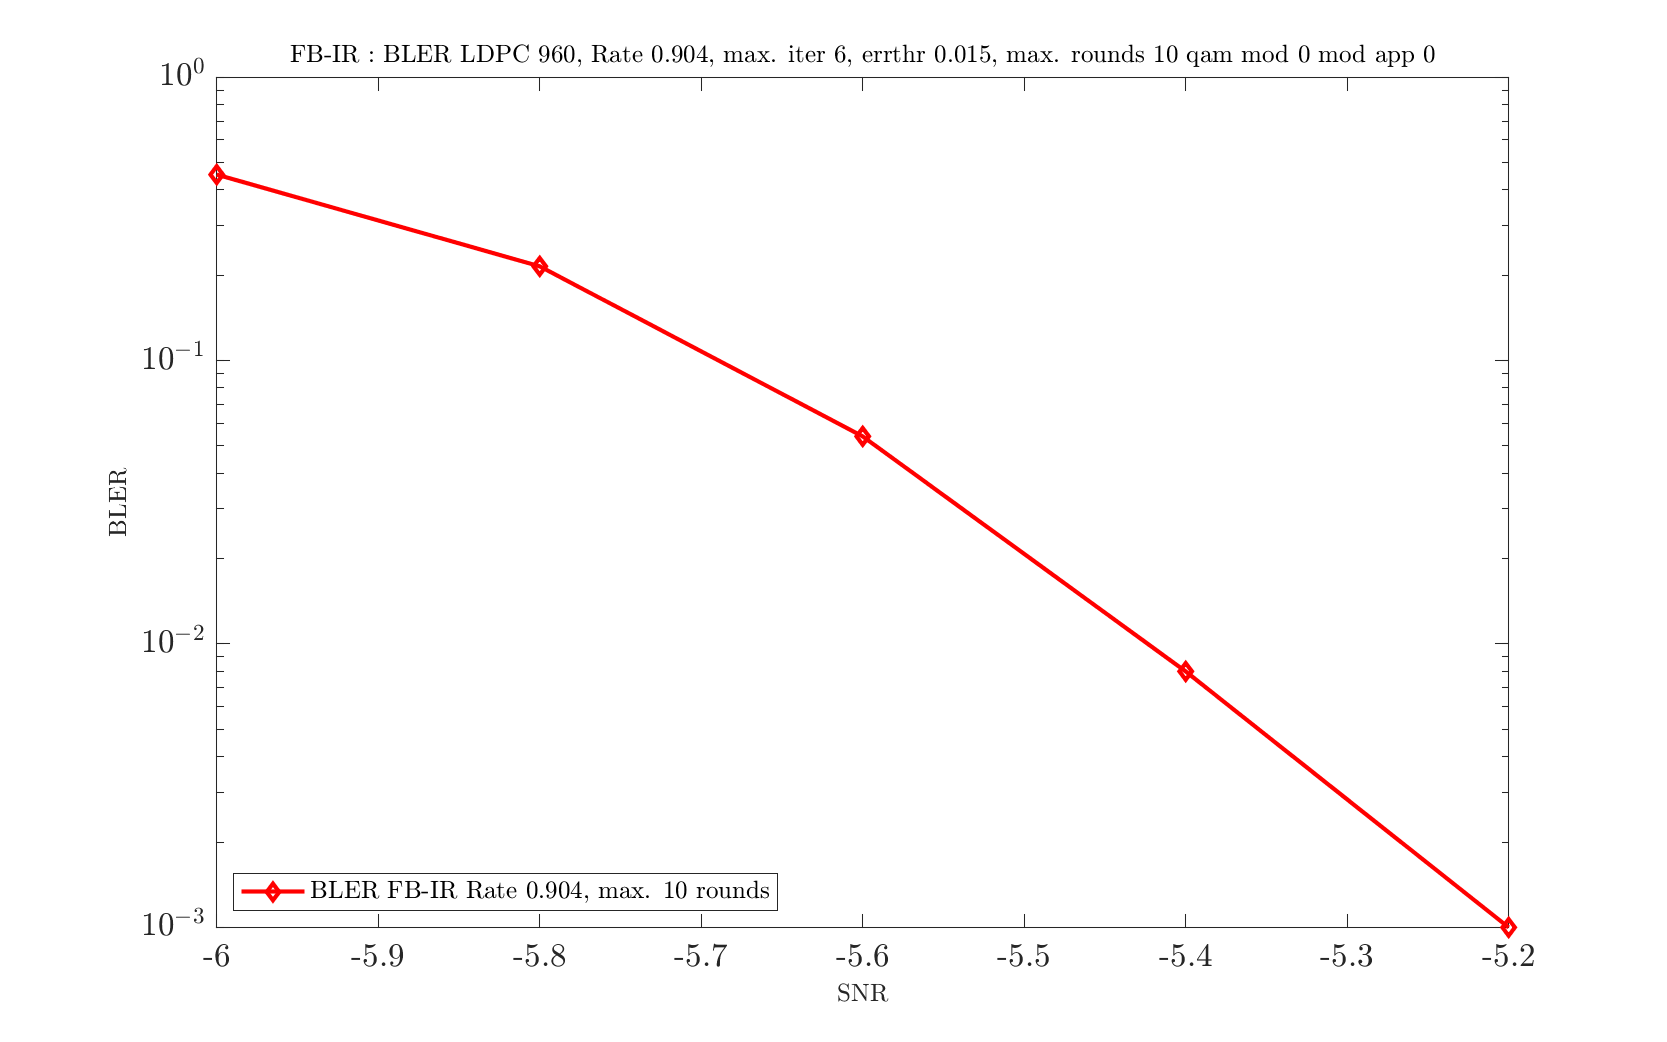 FB-IR : BLER LDPC 960, Rate 0.904, max. iter 6, errthr 0.015, max. rounds 10 qam mod 0 mod app 0
10^0
10^-1
10^-2
10^-3
BLER
BLER FB-IR Rate 0.904, max. 10 rounds
-6 -5.9 -5.8 -5.7 -5.6 -5.5 -5.4 -5.3 -5.2
SNR